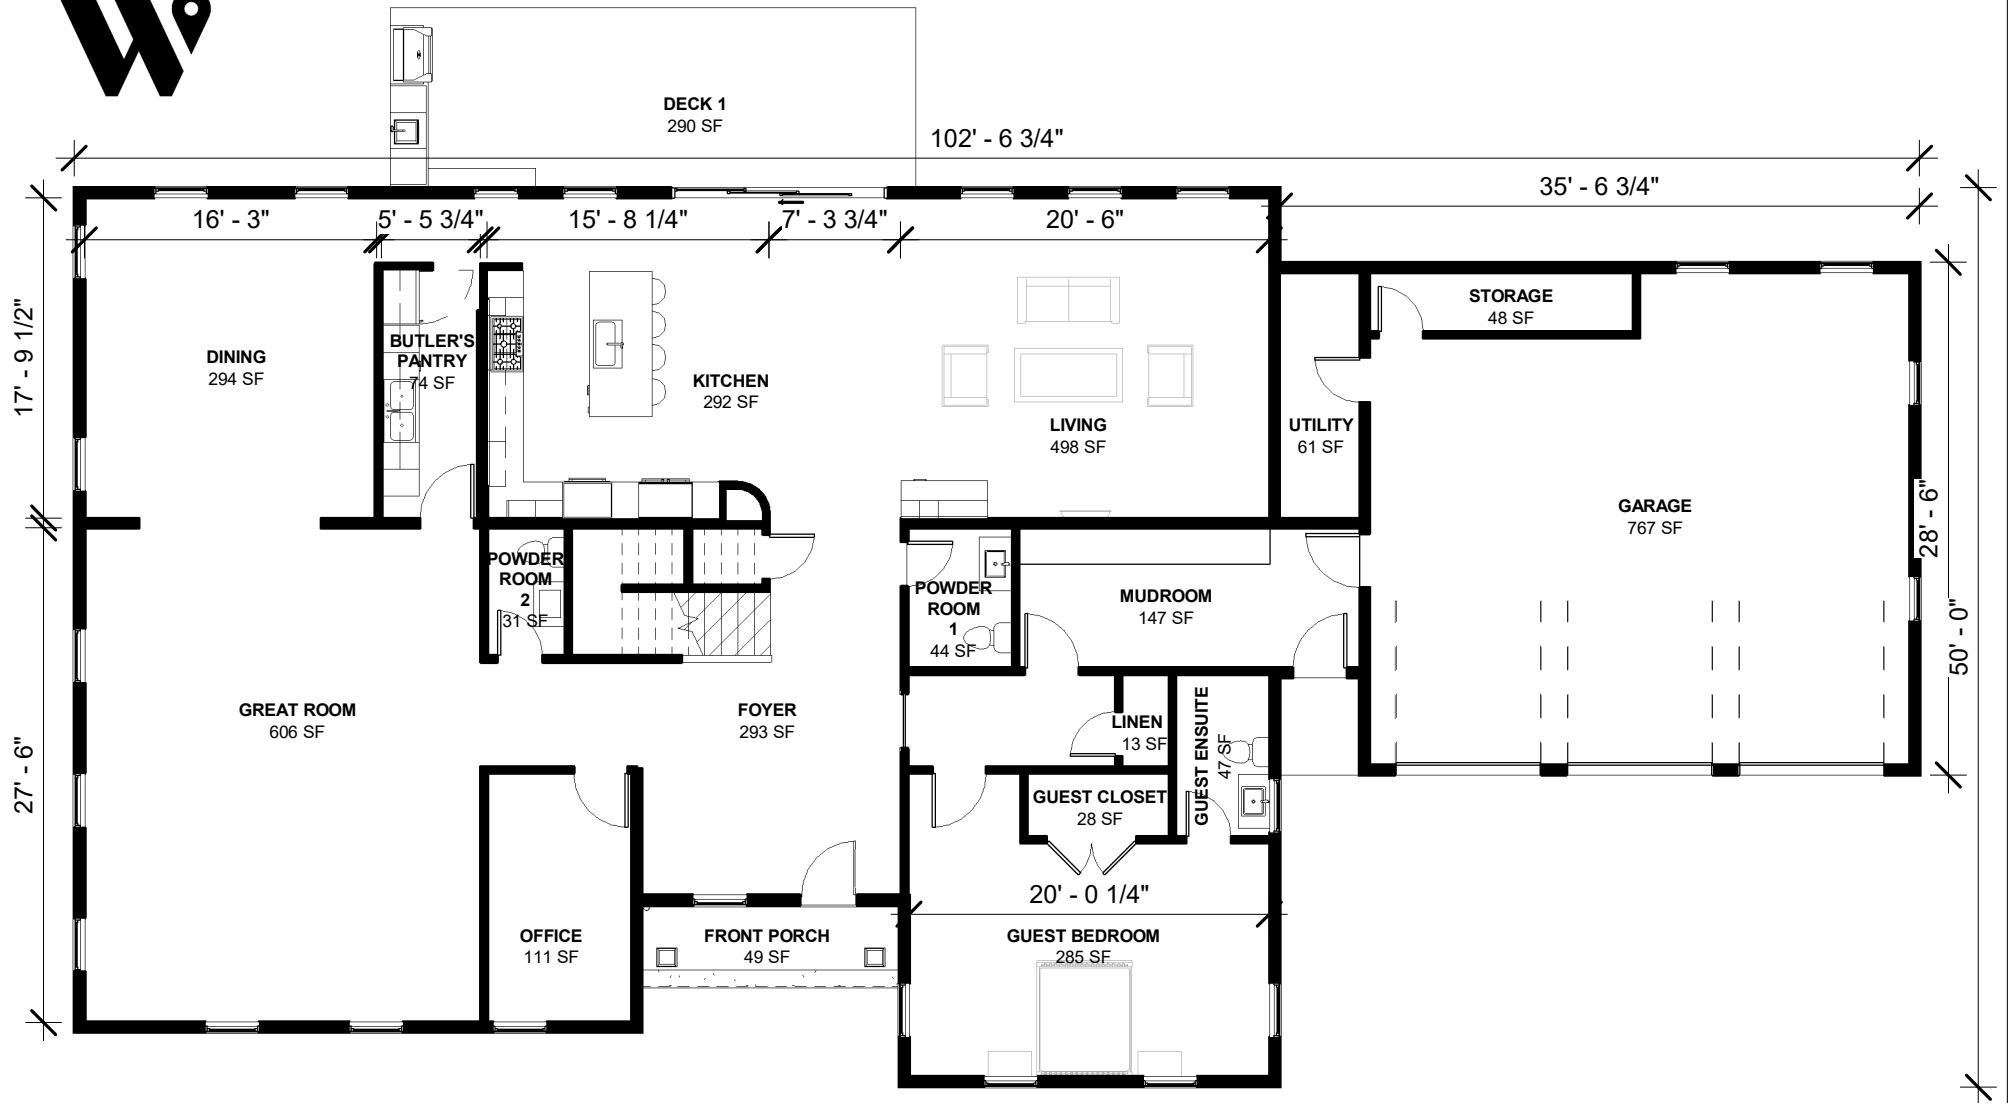 W
DECK 1
290 SF
102' - 6 3/4"
35' - 6 3/4"
16' - 3"
5' - 5 3/4"
15' - 8 1/4"
7' - 3 3/4"
20' - 6"
17' - 9 1/2"
DINING
294 SF
BUTLER'S
PANTRY
74 SF
KITCHEN
292 SF
LIVING
498 SF
UTILITY
61 SF
STORAGE
48 SF
GARAGE
767 SF
28' - 6"
50' - 0"
POWDER
ROOM
2
31 SF
POWDER
ROOM
1
44 SF
MUDROOM
147 SF
27' - 6"
GREAT ROOM
606 SF
FOYER
293 SF
LINEN
13 SF
GUEST ENSUITE
47 SF
GUEST CLOSET
28 SF
20' - 0 1/4"
OFFICE
111 SF
FRONT PORCH
49 SF
GUEST BEDROOM
285 SF